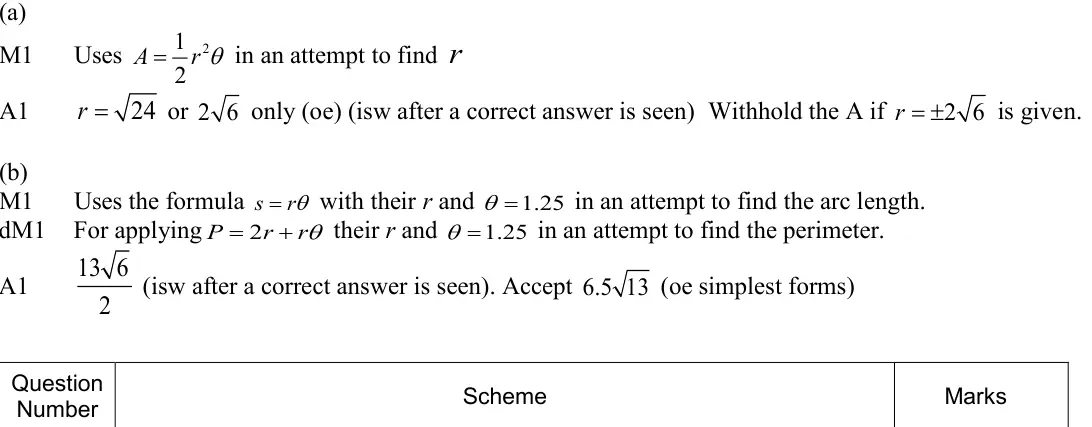 (a)
M1 Uses A = 1/2 r²θ in an attempt to find r
A1 r = √24 or 2√6 only (oe) (isw after a correct answer is seen) Withhold the A if r = ±2√6 is given.
(b)
M1 Uses the formula s = rθ with their r and θ = 1.25 in an attempt to find the arc length.
dM1 For applying P = 2r + rθ their r and θ = 1.25 in an attempt to find the perimeter.
A1 13√6/2 (isw after a correct answer is seen). Accept 6.5√13 (oe simplest forms)
Question Number Scheme Marks